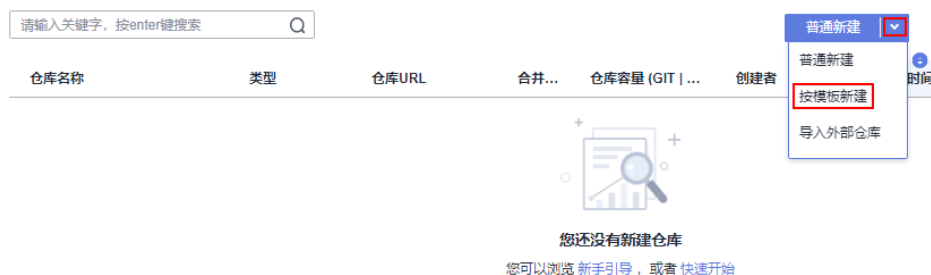 请输入关键字，按enter键搜索
普通新建
普通新建
按模板新建
导入外部仓库
仓库名称 类型 仓库URL 合并... 仓库容量 (GIT | ... 创建者 时间
您还没有新建仓库
您可以浏览 新手引导 ，或者 快速开始